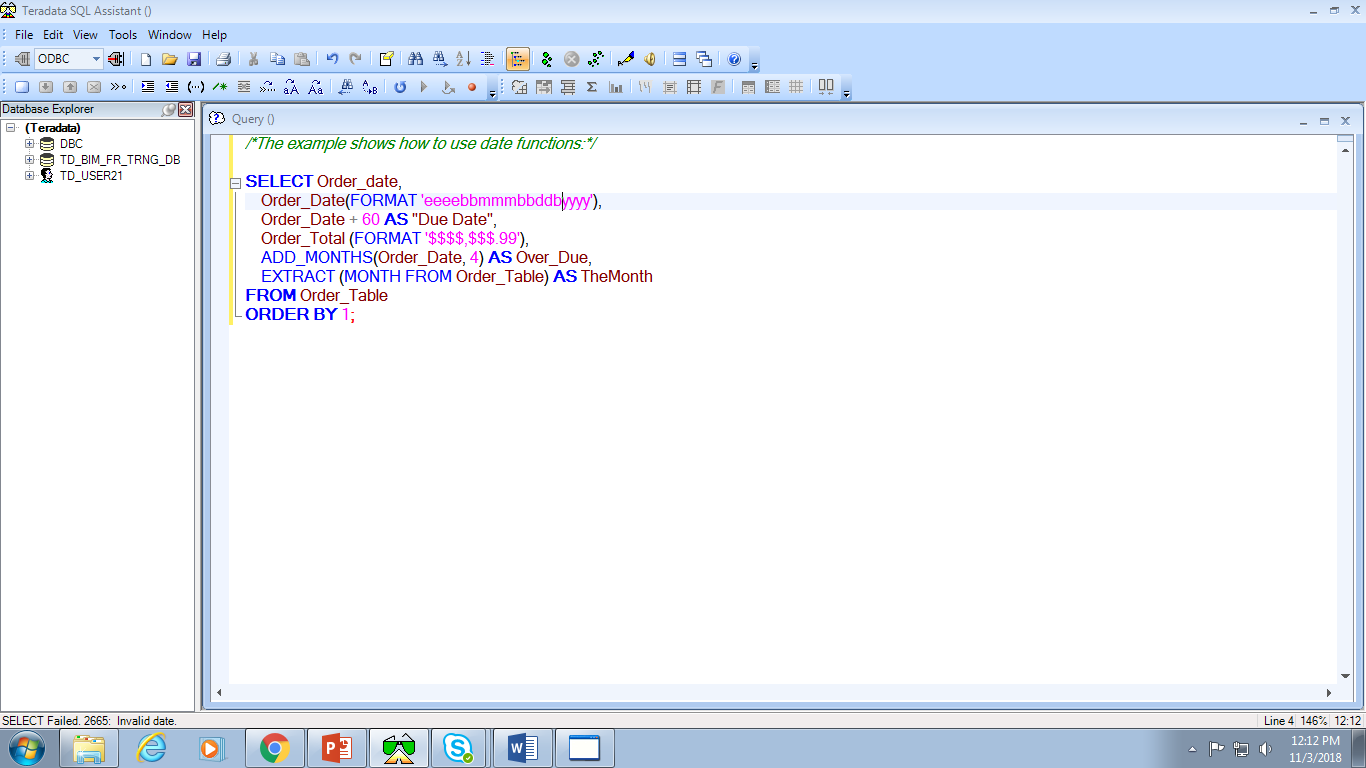 Teradata SQL Assistant ()
File Edit View Tools Window Help
ODBC
Database Explorer
(Teradata)
DBC
TD_BIM_FR_TRNG_DB
TD_USER21
Query ()
/*The example shows how to use date functions:*/
SELECT Order_date,
Order_Date(FORMAT 'eeeebbmmmbbddbyyyy'),
Order_Date + 60 AS "Due Date",
Order_Total (FORMAT '$$$$,$$$.99'),
ADD_MONTHS(Order_Date, 4) AS Over_Due,
EXTRACT (MONTH FROM Order_Table) AS TheMonth
FROM Order_Table
ORDER BY 1;
SELECT Failed. 2665: Invalid date.
Line 4 146% 12:12
12:12 PM
11/3/2018